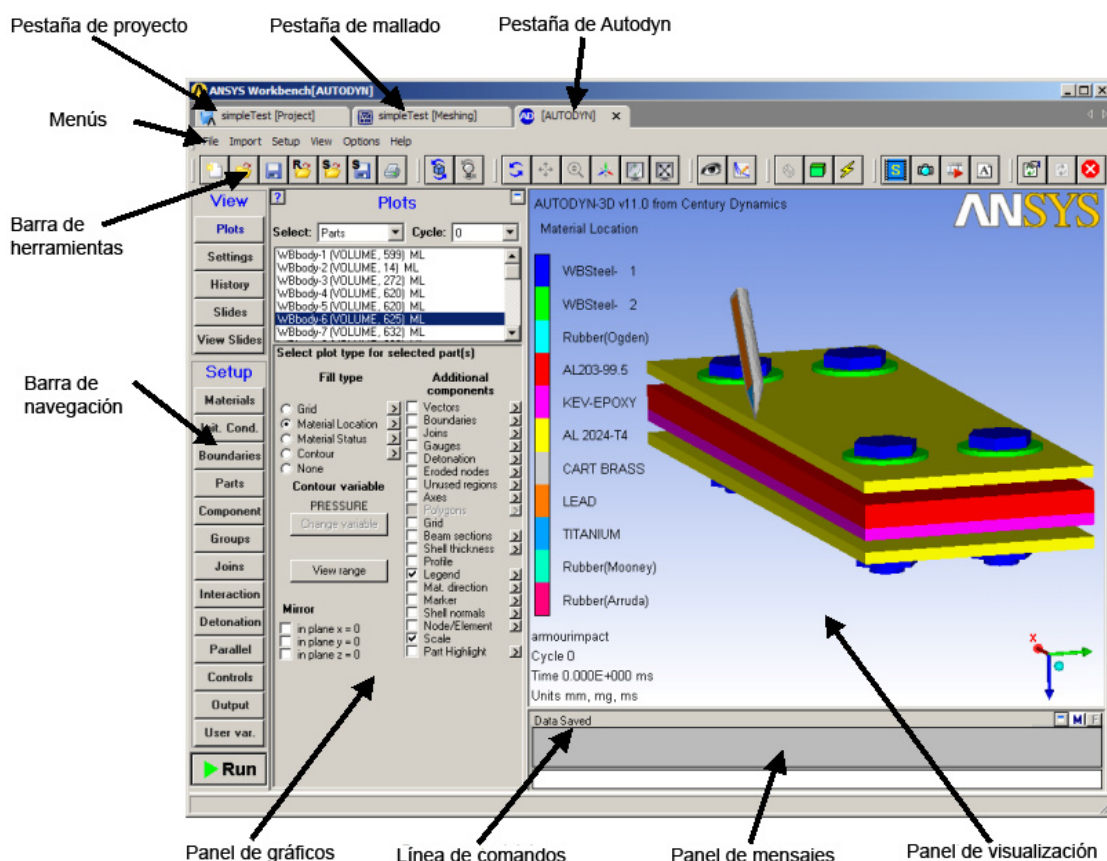 Pestaña de proyecto
Pestaña de mallado
Pestaña de Autodyn
ANSYS Workbench[AUTODYN]
simpleTest [Project]
simpleTest [Meshing]
[AUTODYN]
Menús
File Import Setup View Options Help
Barra de herramientas
View
Plots
Settings
History
Slides
View Slides
Setup
Materials
Init. Cond.
Boundaries
Parts
Component
Groups
Joins
Interaction
Detonation
Parallel
Controls
Output
User var.
Run
Barra de navegación
Plots
Select: Parts Cycle: 0
WBbody-1 (VOLUME, 599) ML
WBbody-2 (VOLUME, 14) ML
WBbody-3 (VOLUME, 272) ML
WBbody-4 (VOLUME, 620) ML
WBbody-5 (VOLUME, 620) ML
WBbody-6 (VOLUME, 625) ML
WBbody-7 (VOLUME, 632) ML
Select plot type for selected part(s)
Fill type
Grid
Material Location
Material Status
Contour
None
Contour variable
PRESSURE
Change variable
View range
Mirror
in plane x = 0
in plane y = 0
in plane z = 0
Additional components
Vectors
Boundaries
Joins
Gauges
Detonation
Eroded nodes
Unused regions
Axes
Polygons
Grid
Beam sections
Shell thickness
Profile
Legend
Mat. direction
Marker
Shell normals
Node/Element
Scale
Part Highlight
AUTODYN-3D v11.0 from Century Dynamics
Material Location
ANSYS
WBSteel- 1
WBSteel- 2
Rubber(Ogden)
AL203-99.5
KEV-EPOXY
AL 2024-T4
CART BRASS
LEAD
TITANIUM
Rubber(Mooney)
Rubber(Arruda)
armourimpact
Cycle 0
Time 0.000E+000 ms
Units mm, mg, ms
X
Data Saved
M
Panel de gráficos
Línea de comandos
Panel de mensajes
Panel de visualización